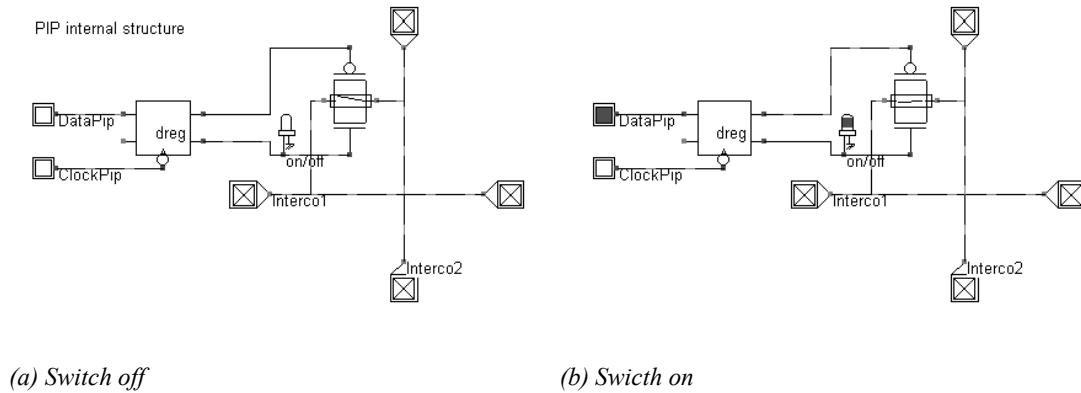 PIP internal structure
DataPip
dreg
ClockPip
on/off
Interco1
Interco2
DataPip
dreg
ClockPip
on/off
Interco1
Interco2
(a) Switch off
(b) Swicth on